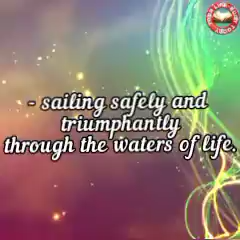 - sailing safely and
triumphantly
through the waters of life.